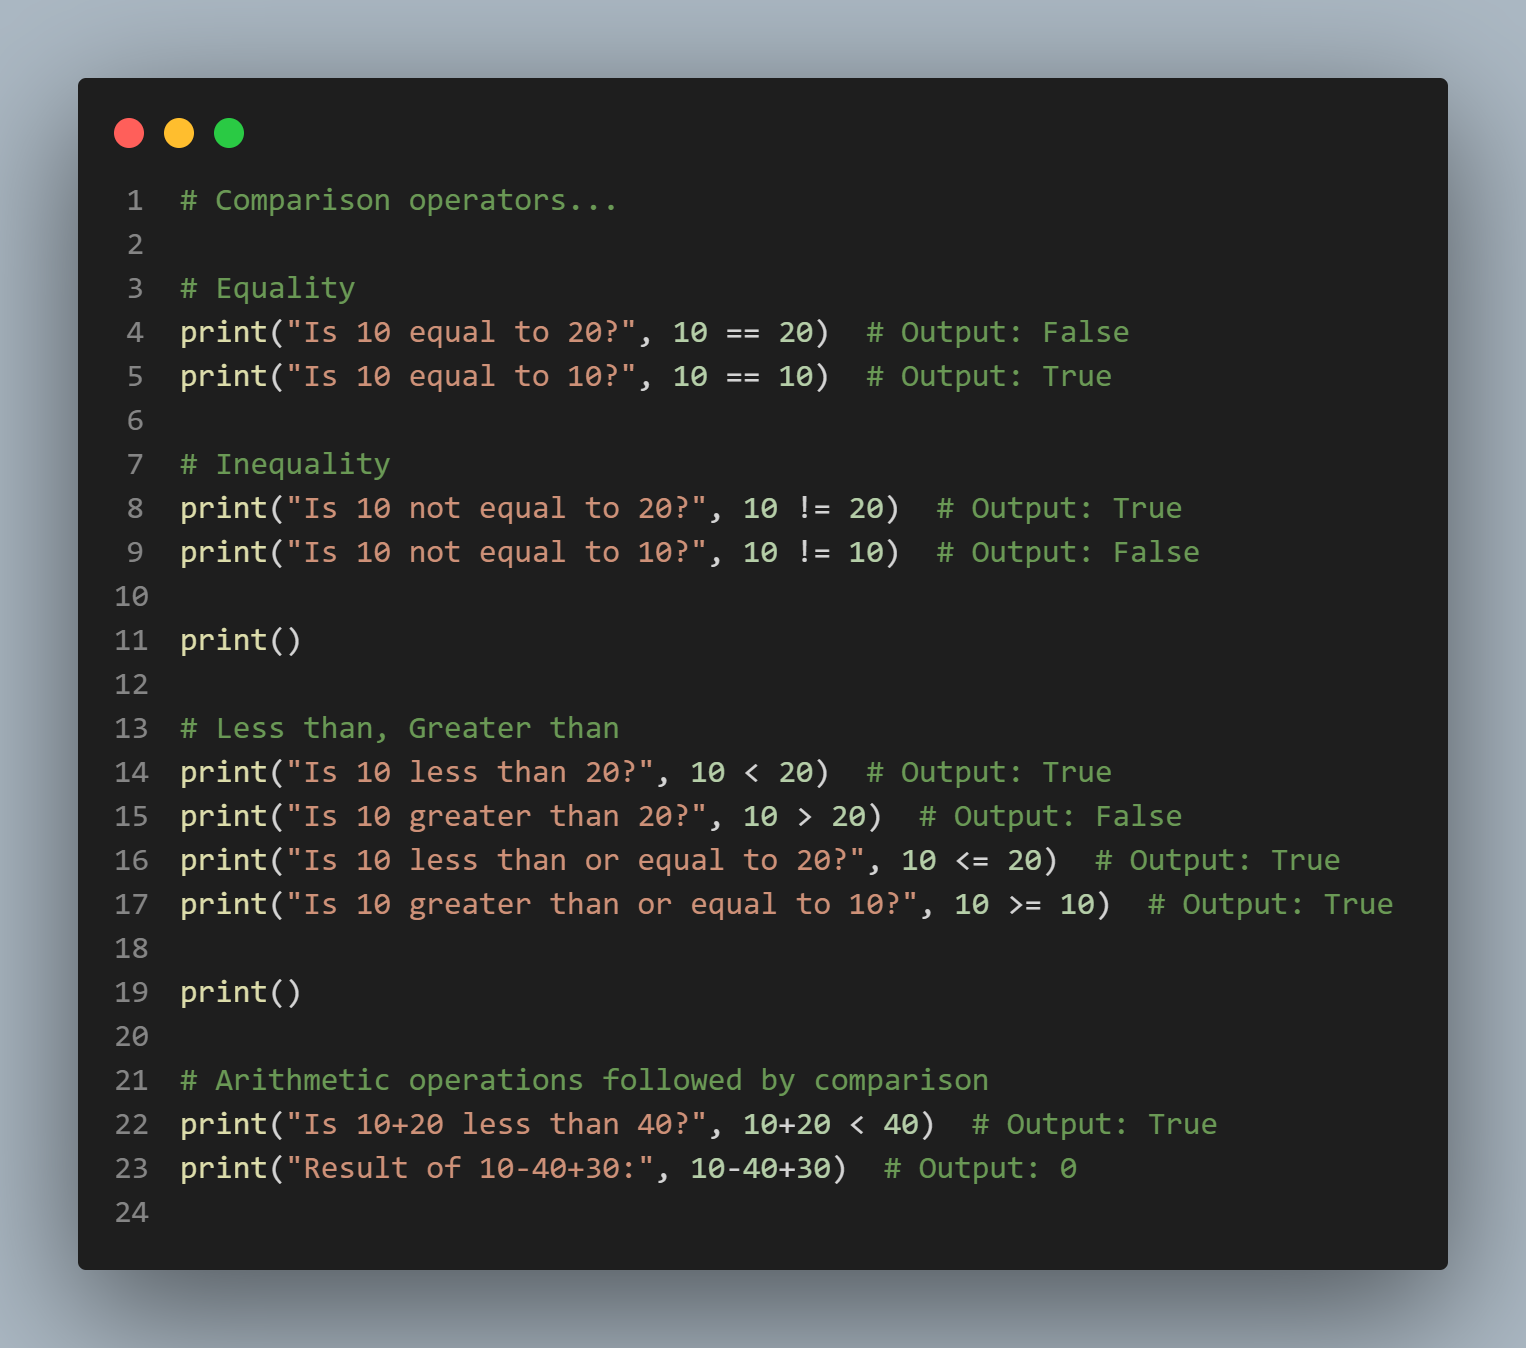 1 # Comparison operators...
2
3 # Equality
4 print("Is 10 equal to 20?", 10 == 20)  # Output: False
5 print("Is 10 equal to 10?", 10 == 10)  # Output: True
6
7 # Inequality
8 print("Is 10 not equal to 20?", 10 != 20)  # Output: True
9 print("Is 10 not equal to 10?", 10 != 10)  # Output: False
10
11 print()
12
13 # Less than, Greater than
14 print("Is 10 less than 20?", 10 < 20)  # Output: True
15 print("Is 10 greater than 20?", 10 > 20)  # Output: False
16 print("Is 10 less than or equal to 20?", 10 <= 20)  # Output: True
17 print("Is 10 greater than or equal to 10?", 10 >= 10)  # Output: True
18
19 print()
20
21 # Arithmetic operations followed by comparison
22 print("Is 10+20 less than 40?", 10+20 < 40)  # Output: True
23 print("Result of 10-40+30:", 10-40+30)  # Output: 0
24